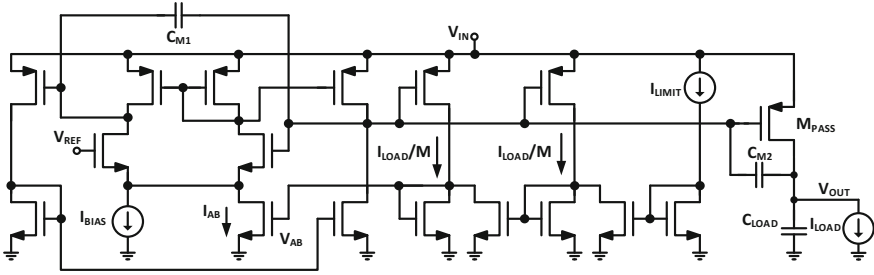 C_M1
V_IN
I_LIMIT
M_PASS
V_REF
I_LOAD/M
I_LOAD/M
C_M2
V_OUT
I_BIAS
I_AB
V_AB
C_LOAD
I_LOAD